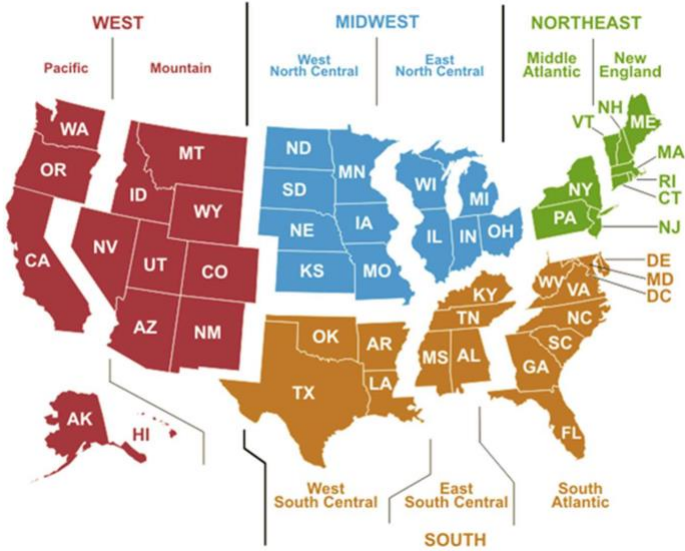 WEST
MIDWEST
NORTHEAST
Pacific
Mountain
West
North Central
East
North Central
Middle
Atlantic
New
England
WA
OR
CA
MT
ID
WY
NV
UT
CO
AZ
NM
AK
HI
ND
SD
NE
KS
MN
IA
MO
WI
MI
IL
IN
OH
NH
VT
ME
MA
RI
CT
NY
PA
NJ
DE
MD
DC
WV
VA
NC
SC
GA
FL
KY
TN
MS
AL
OK
AR
TX
LA
West
South Central
East
South Central
South
Atlantic
SOUTH